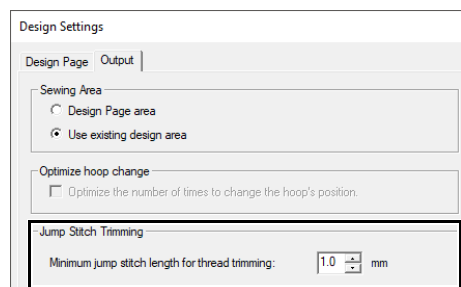 Design Settings
Design Page Output
Sewing Area
Design Page area
Use existing design area
Optimize hoop change
Optimize the number of times to change the hoop's position.
Jump Stitch Trimming
Minimum jump stitch length for thread trimming: 1.0 mm